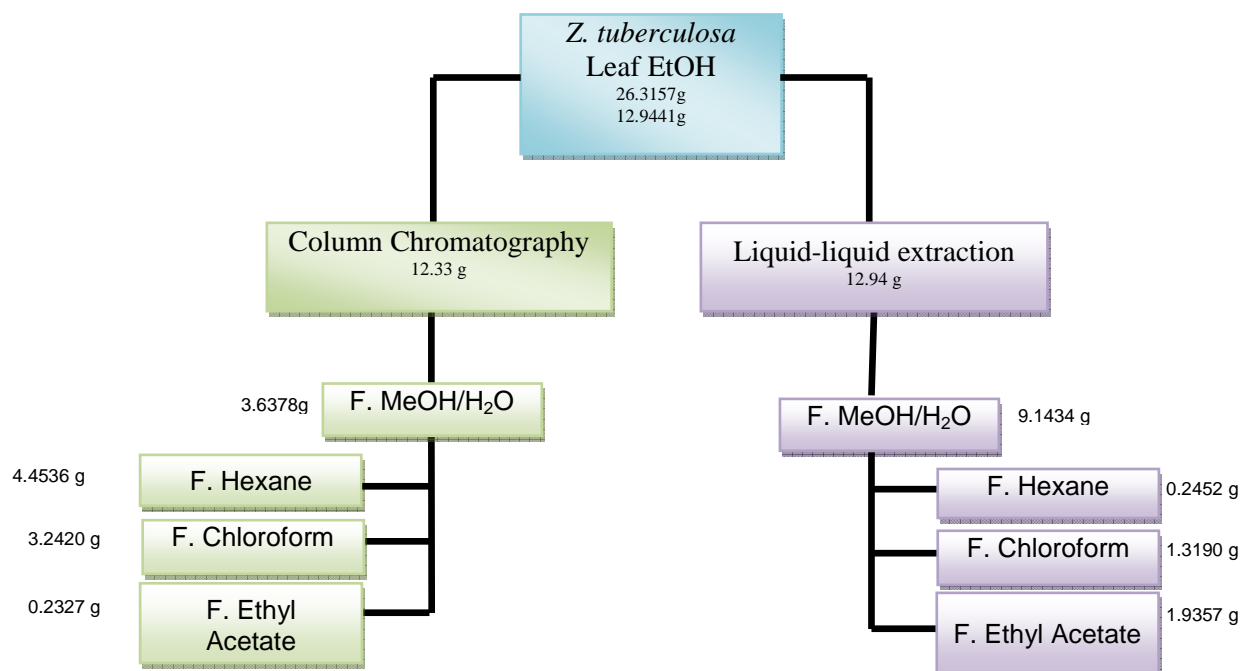 Z. tuberculosa
Leaf EtOH
26.3157g
12.9441g
Column Chromatography
12.33 g
Liquid-liquid extraction
12.94 g
3.6378g
F. MeOH/H₂O
F. MeOH/H₂O
9.1434 g
4.4536 g
F. Hexane
F. Hexane
0.2452 g
3.2420 g
F. Chloroform
F. Chloroform
1.3190 g
0.2327 g
F. Ethyl
Acetate
F. Ethyl Acetate
1.9357 g